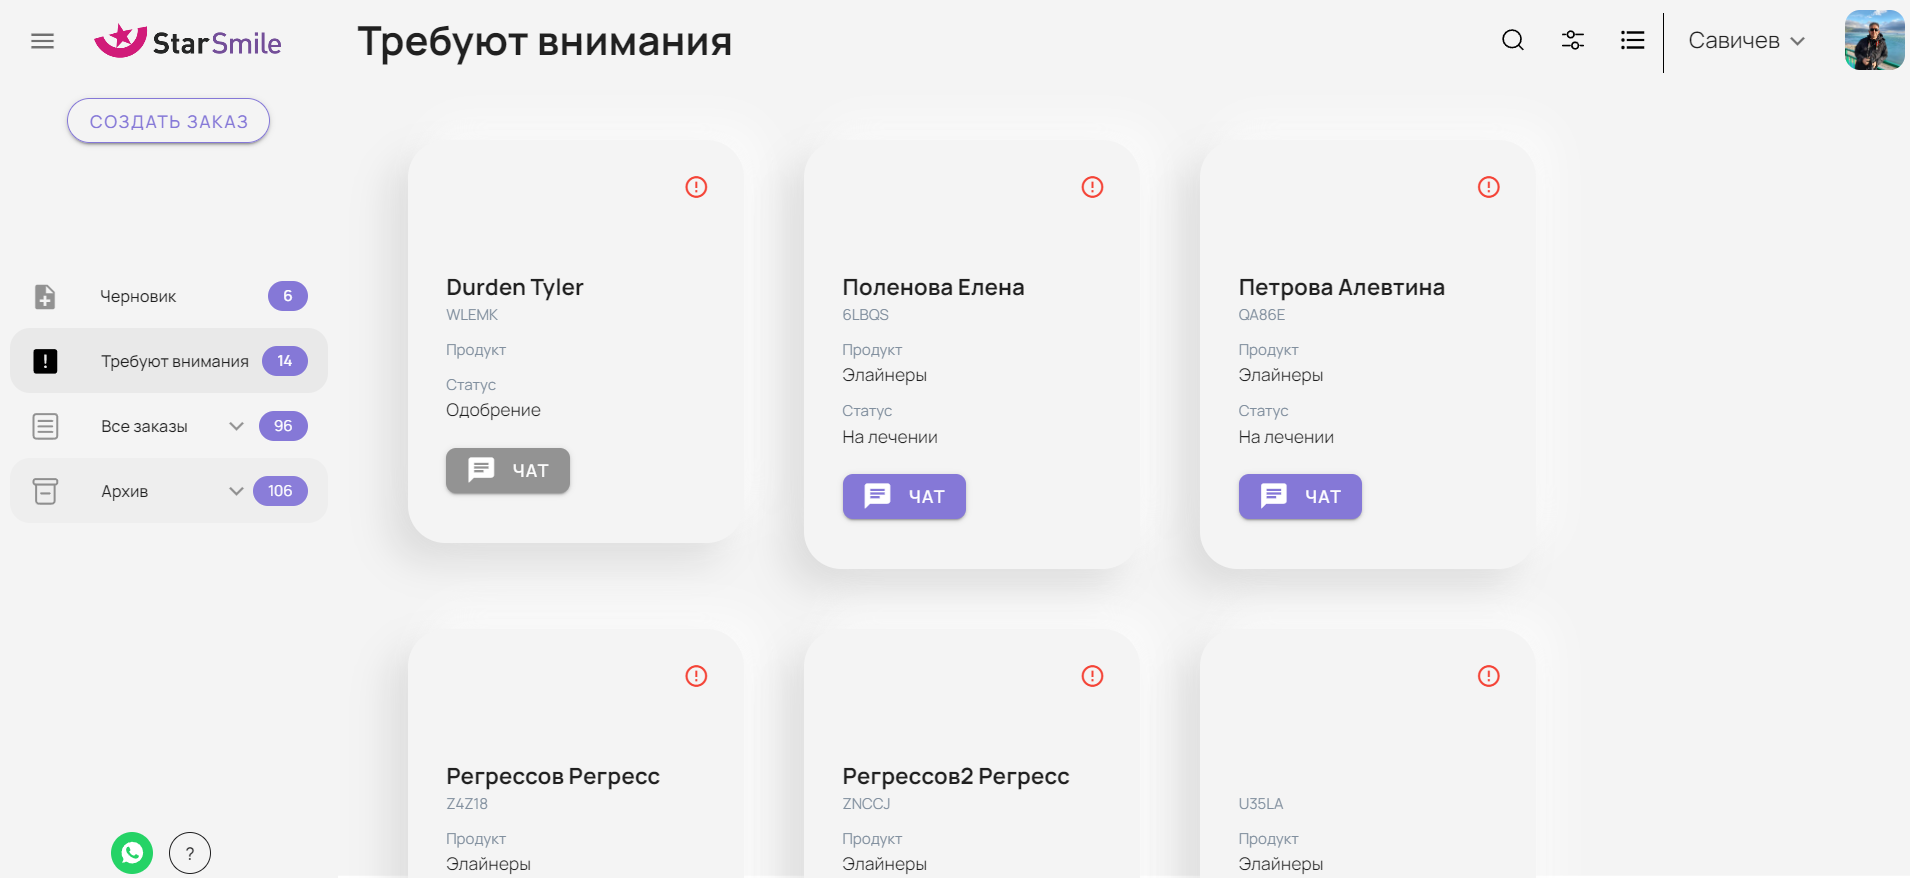 StarSmile
Требуют внимания
Савичев
СОЗДАТЬ ЗАКАЗ
Черновик 6
Требуют внимания 14
Все заказы 96
Архив 106
?
Durden Tyler
WLEMK
Продукт
Статус
Одобрение
ЧАТ
Поленова Елена
6LBQS
Продукт
Элайнеры
Статус
На лечении
ЧАТ
Петрова Алевтина
QA86E
Продукт
Элайнеры
Статус
На лечении
ЧАТ
Регрессов Регресс
Z4Z18
Продукт
Элайнеры
Регрессов2 Регресс
ZNCCJ
Продукт
Элайнеры
U35LA
Продукт
Элайнеры